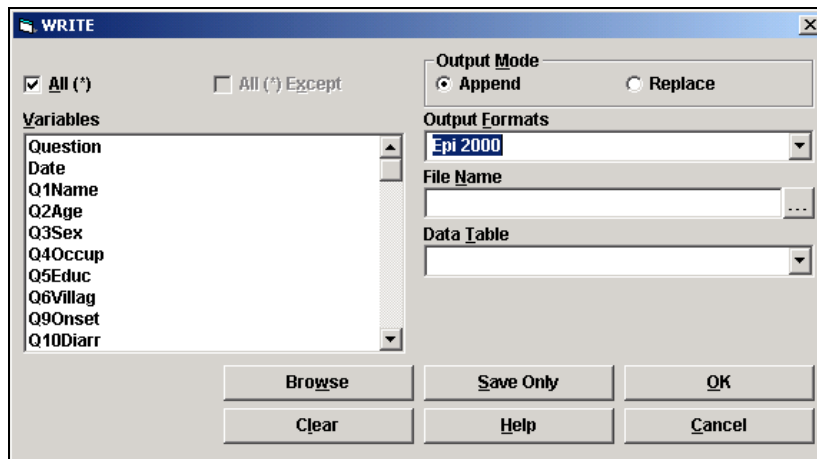 WRITE
All (*)
All (*) Except
Variables
Question
Date
Q1Name
Q2Age
Q3Sex
Q4Occup
Q5Educ
Q6Villag
Q9Onset
Q10Diarr
Output Mode
Append
Replace
Output Formats
Epi 2000
File Name
...
Data Table
Browse
Save Only
OK
Clear
Help
Cancel